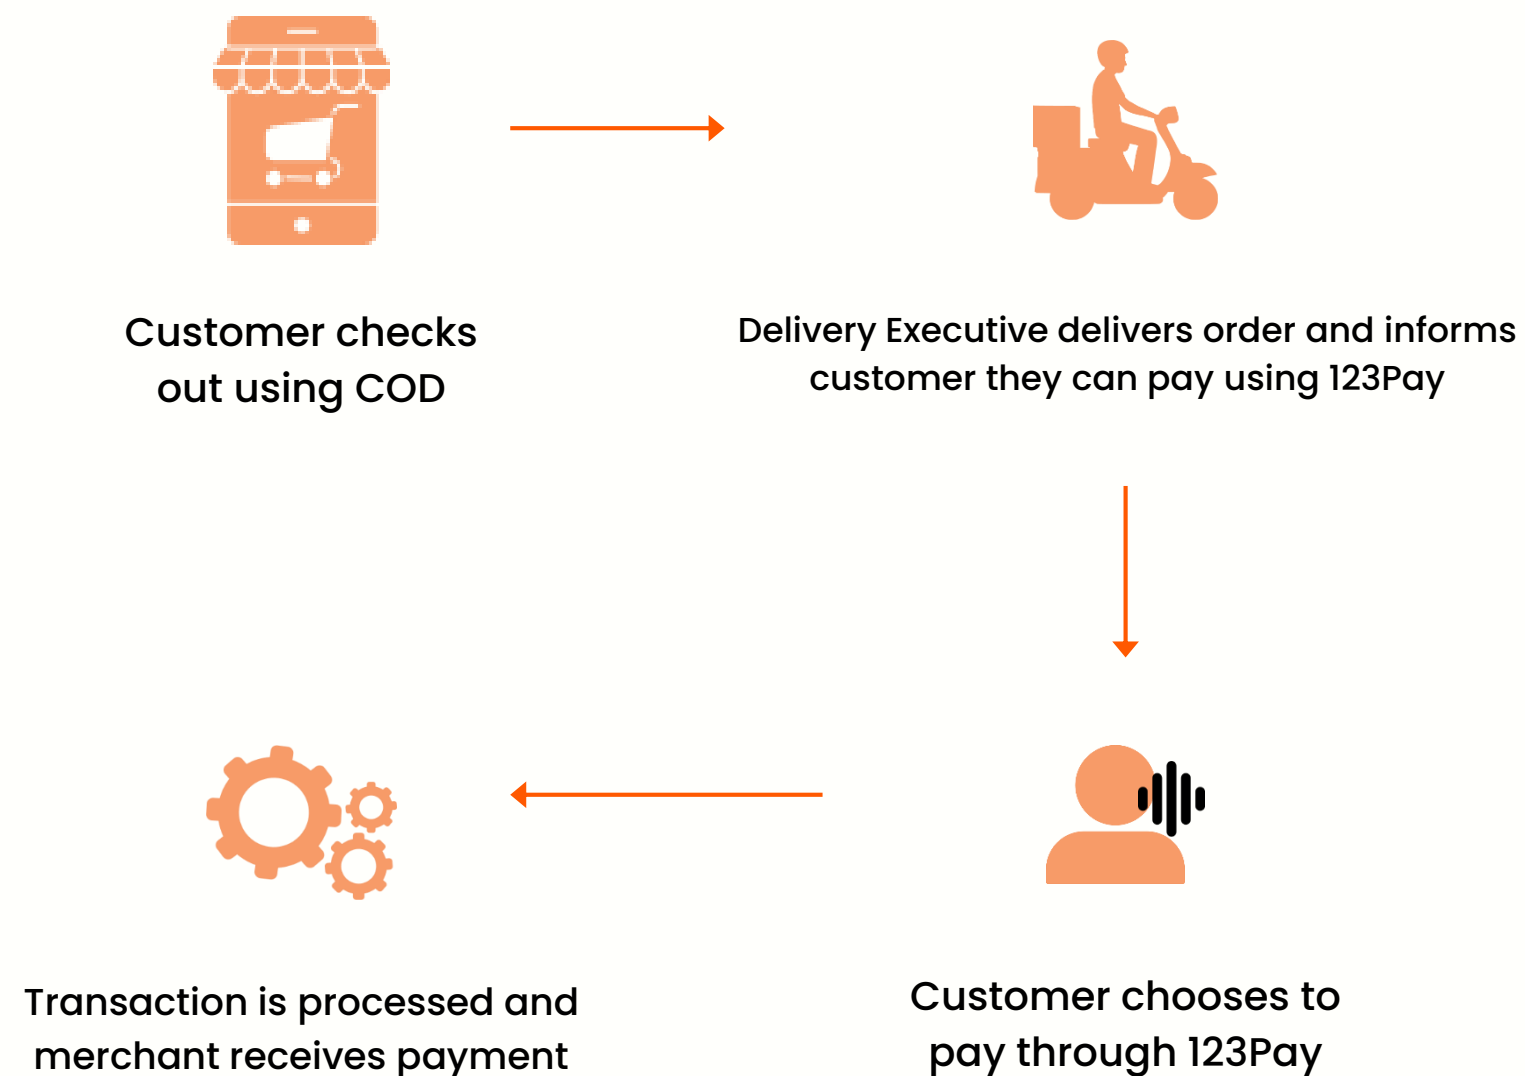 Customer checks
out using COD
Delivery Executive delivers order and informs
customer they can pay using 123Pay
Customer chooses to
pay through 123Pay
Transaction is processed and
merchant receives payment